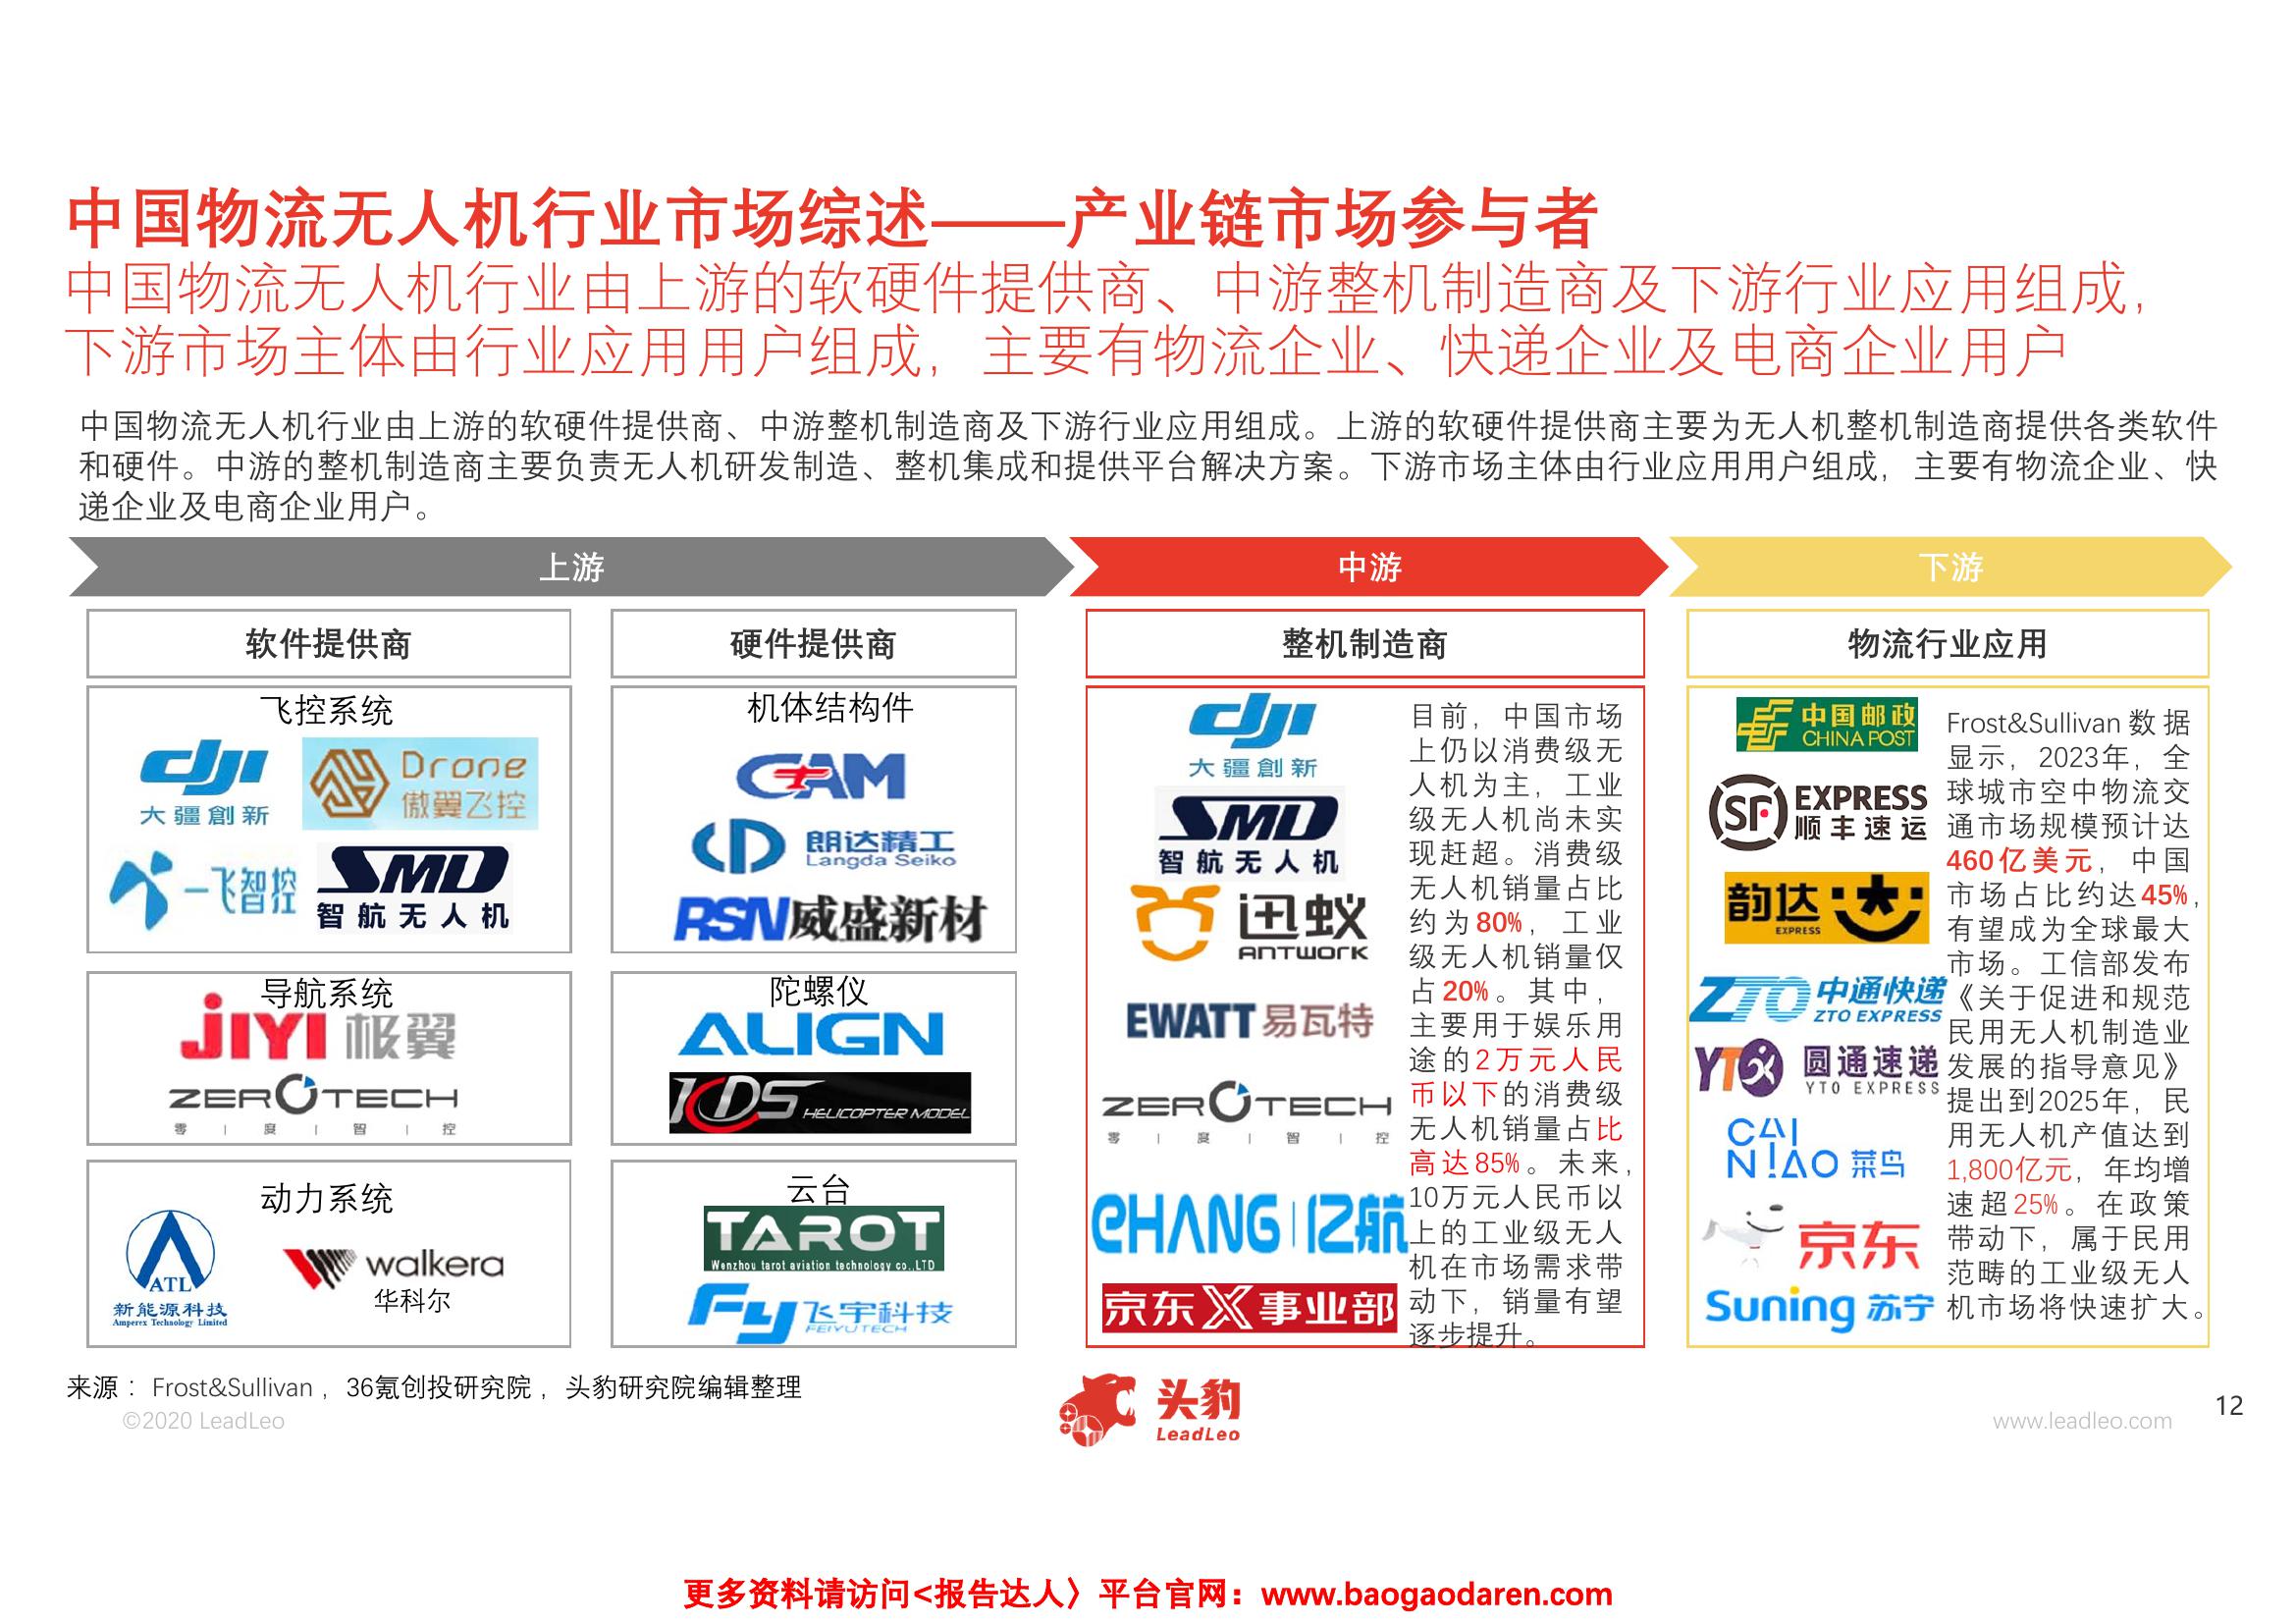 中国物流无人机行业市场综述——产业链市场参与者
中国物流无人机行业由上游的软硬件提供商、中游整机制造商及下游行业应用组成，
下游市场主体由行业应用用户组成，主要有物流企业、快递企业及电商企业用户
中国物流无人机行业由上游的软硬件提供商、中游整机制造商及下游行业应用组成。上游的软硬件提供商主要为无人机整机制造商提供各类软件
和硬件。中游的整机制造商主要负责无人机研发制造、整机集成和提供平台解决方案。下游市场主体由行业应用用户组成，主要有物流企业、快
递企业及电商企业用户。
上游
软件提供商
飞控系统
dji
大疆創新
Drone
傲翼飞控
一飞智控
SMD
智航无人机
导航系统
JIYI 极翼
ZEROTECH
零 | 度 | 智 | 控
动力系统
ATL
新能源科技
Amperex Technology Limited
walkera
华科尔
硬件提供商
机体结构件
CAM
朗达精工
Langda Seiko
RSN威盛新材
陀螺仪
ALIGN
KDS HELICOPTER MODEL
云台
TAROT
Wenzhou tarot aviation technology co.,LTD
Fy 飞宇科技
FEIYU TECH
中游
整机制造商
dji
大疆創新
SMD
智航无人机
迅蚁
ANTWORK
EWATT 易瓦特
ZEROTECH
零 | 度 | 智 | 控
EHANG | 亿航
京东X事业部
目前，中国市场
上仍以消费级无
人机为主，工业
级无人机尚未实
现赶超。消费级
无人机销量占比
约为80%，工业
级无人机销量仅
占20%。其中，
主要用于娱乐用
途的2万元人民
币以下的消费级
无人机销量占比
高达85%。未来，
10万元人民币以
上的工业级无人
机在市场需求带
动下，销量有望
逐步提升。
下游
物流行业应用
中国邮政
CHINA POST
SF EXPRESS
顺丰速运
韵达
EXPRESS
ZTO 中通快递
ZTO EXPRESS
YTO 圆通速递
YTO EXPRESS
CAI
NIAO 菜鸟
京东
Suning 苏宁
Frost&Sullivan数据
显示，2023年，全
球城市空中物流交
通市场规模预计达
460亿美元，中国
市场占比约达45%，
有望成为全球最大
市场。工信部发布
《关于促进和规范
民用无人机制造业
发展的指导意见》
提出到2025年，民
用无人机产值达到
1,800亿元，年均增
速超25%。在政策
带动下，属于民用
范畴的工业级无人
机市场将快速扩大。
来源：Frost&Sullivan，36氪创投研究院，头豹研究院编辑整理
©2020 LeadLeo
头豹
LeadLeo
www.leadleo.com
12
更多资料请访问<报告达人〉平台官网：www.baogaodaren.com